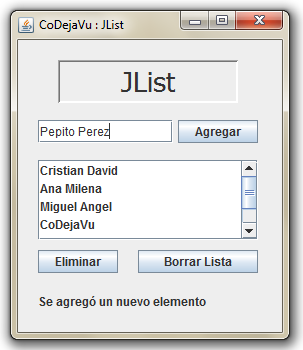 CoDejaVu : JList
JList
Pepito Perez
Agregar
Cristian David
Ana Milena
Miguel Angel
CoDejaVu
Eliminar
Borrar Lista
Se agregó un nuevo elemento